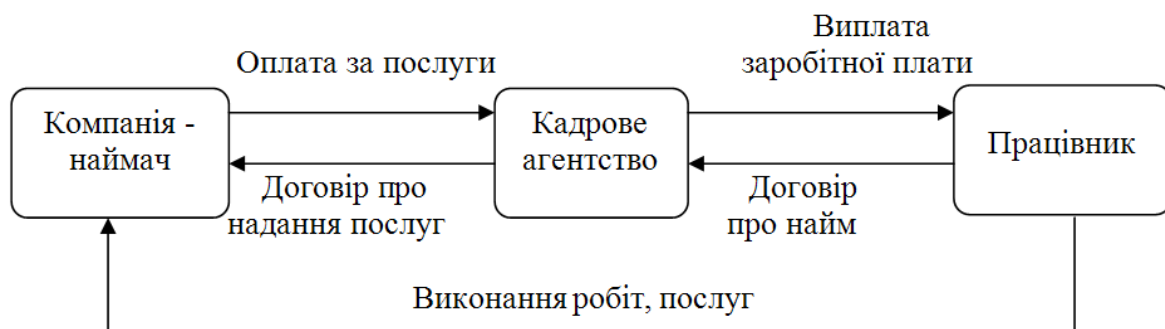 Виплата
заробітної плати
Оплата за послуги
Компанія -
наймач
Кадрове
агентство
Працівник
Договір про
надання послуг
Договір
про найм
Виконання робіт, послуг